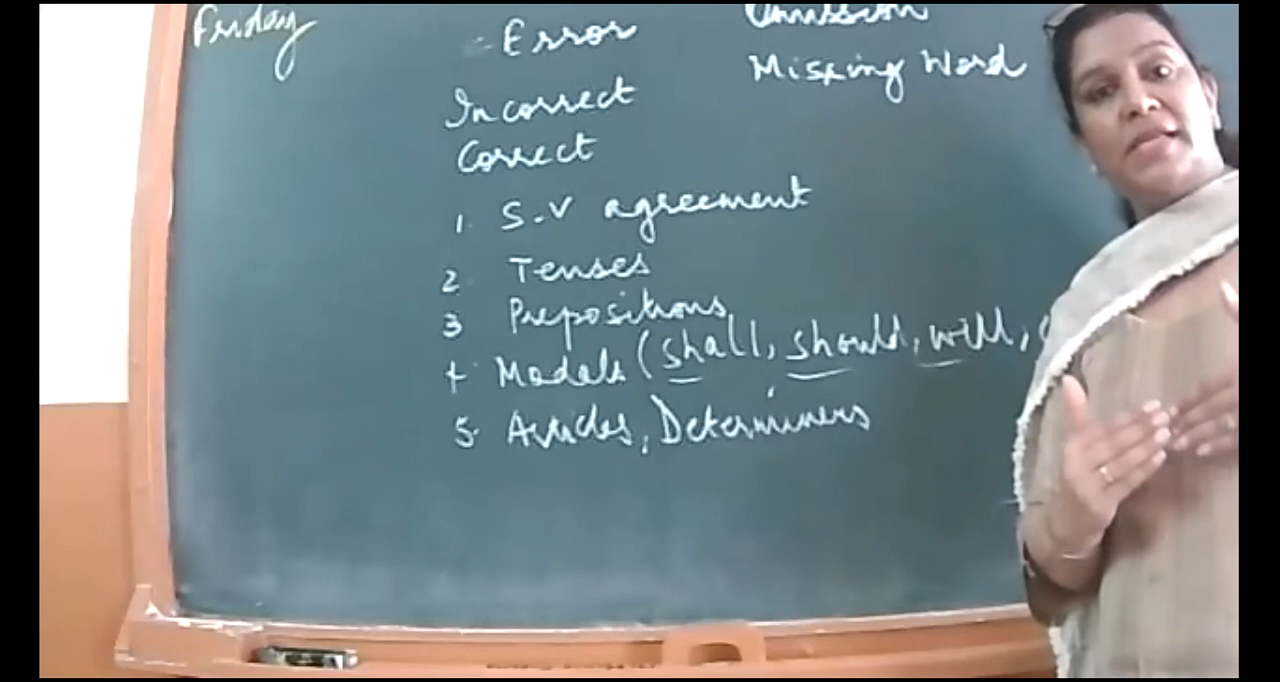 Friday
Error
Omission
Missing Word
Incorrect
Correct
1. S-V agreement
2 Tenses
3 Prepositions
4 Modals (shall, should, will,
5. Articles, Determiners